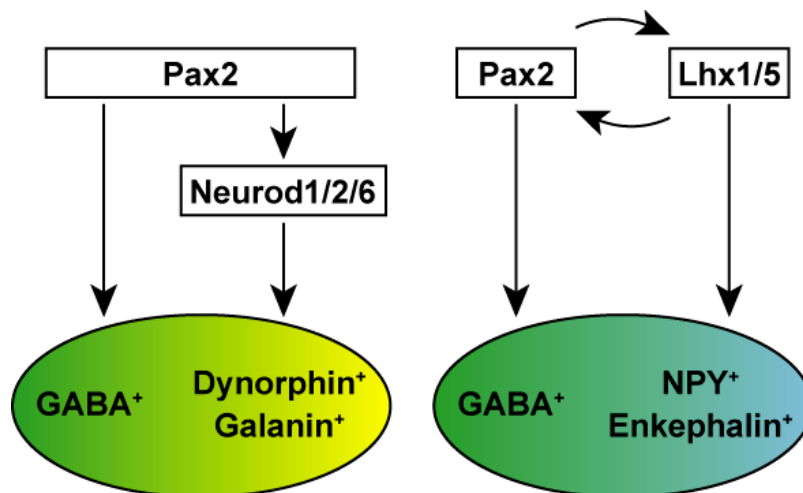 Pax2
Neurod1/2/6
GABA⁺
Dynorphin⁺
Galanin⁺
Pax2
Lhx1/5
GABA⁺
NPY⁺
Enkephalin⁺